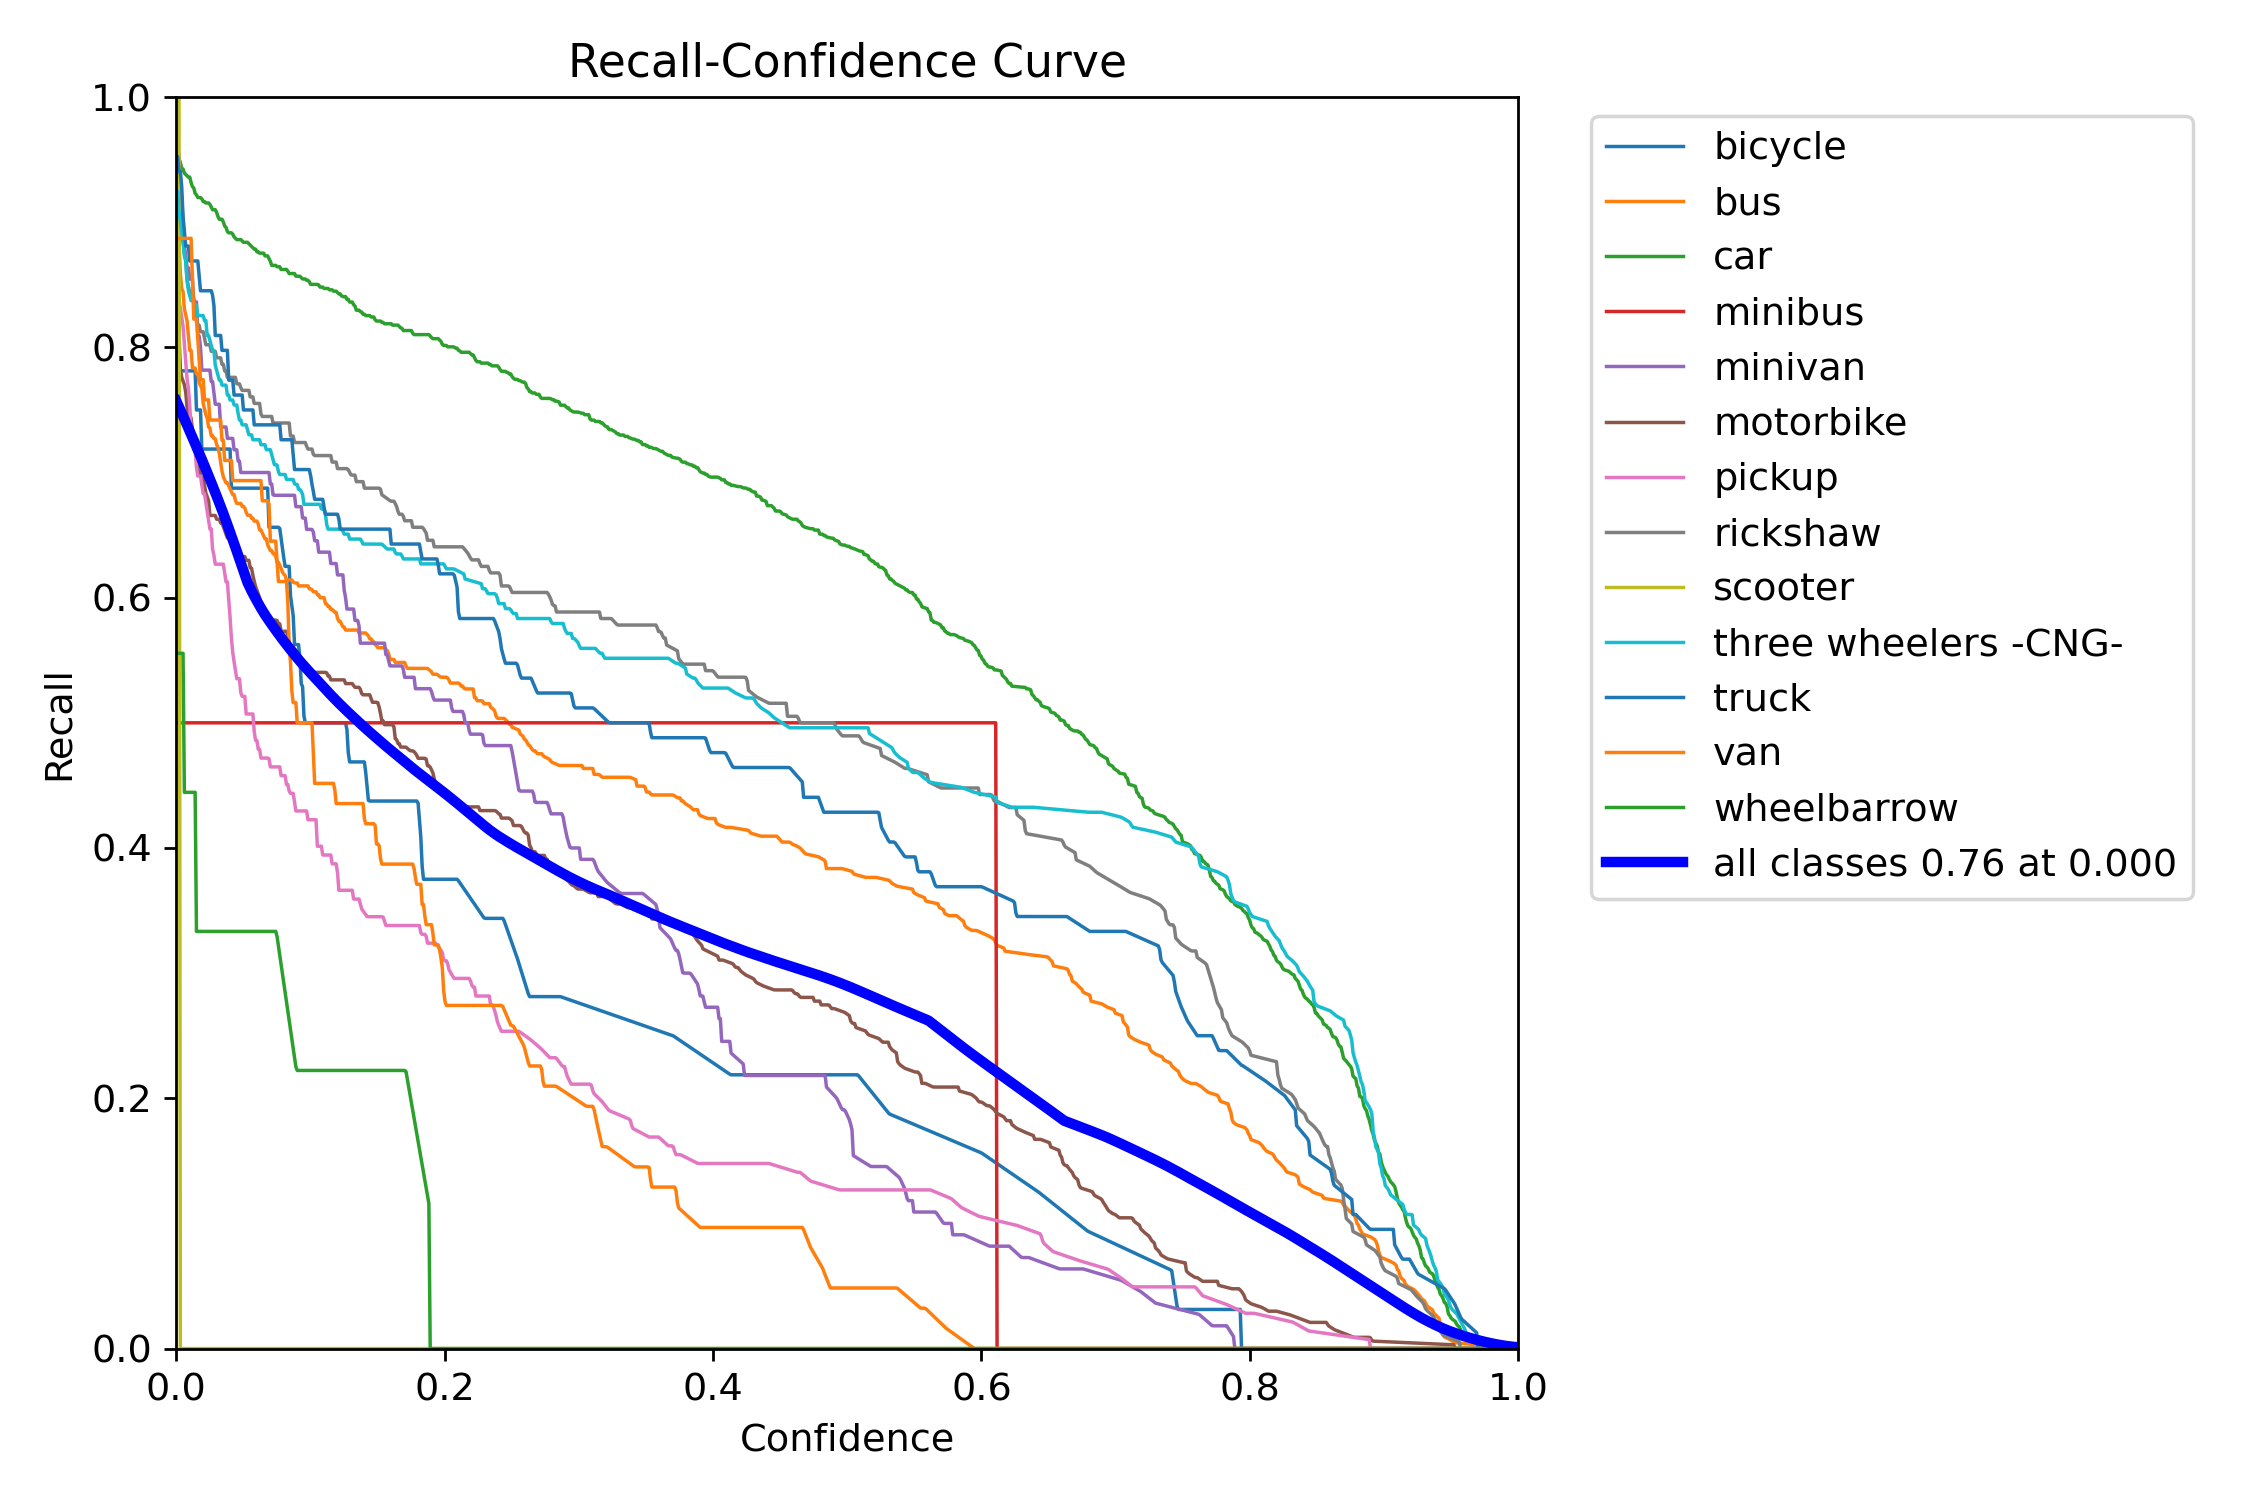 Recall-Confidence Curve
1.0
0.8
0.6
0.4
0.2
0.0
Recall
0.0 0.2 0.4 0.6 0.8 1.0
Confidence
bicycle
bus
car
minibus
minivan
motorbike
pickup
rickshaw
scooter
three wheelers -CNG-
truck
van
wheelbarrow
all classes 0.76 at 0.000